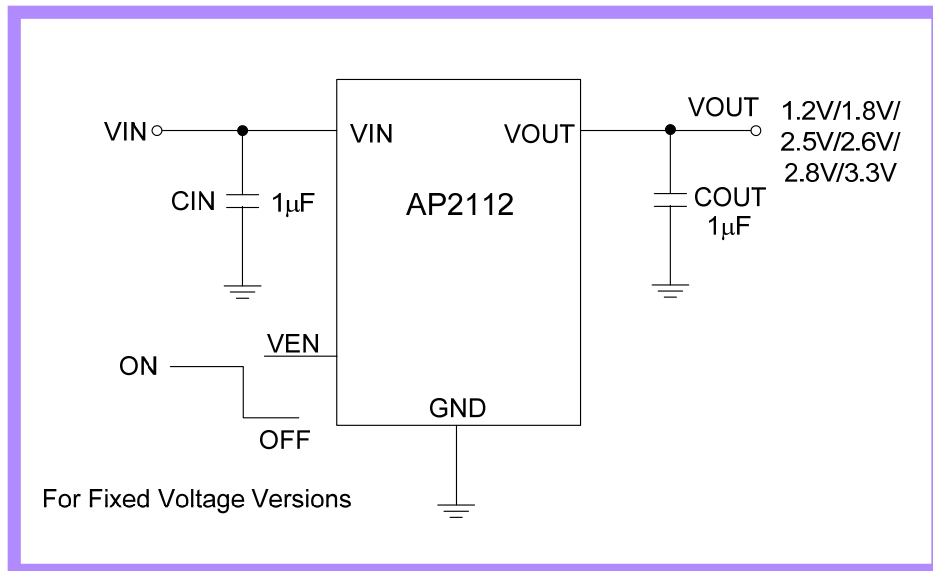 VIN
VIN
VOUT
VOUT
1.2V/1.8V/
2.5V/2.6V/
2.8V/3.3V
CIN
1μF
AP2112
COUT
1μF
VEN
ON
OFF
GND
For Fixed Voltage Versions